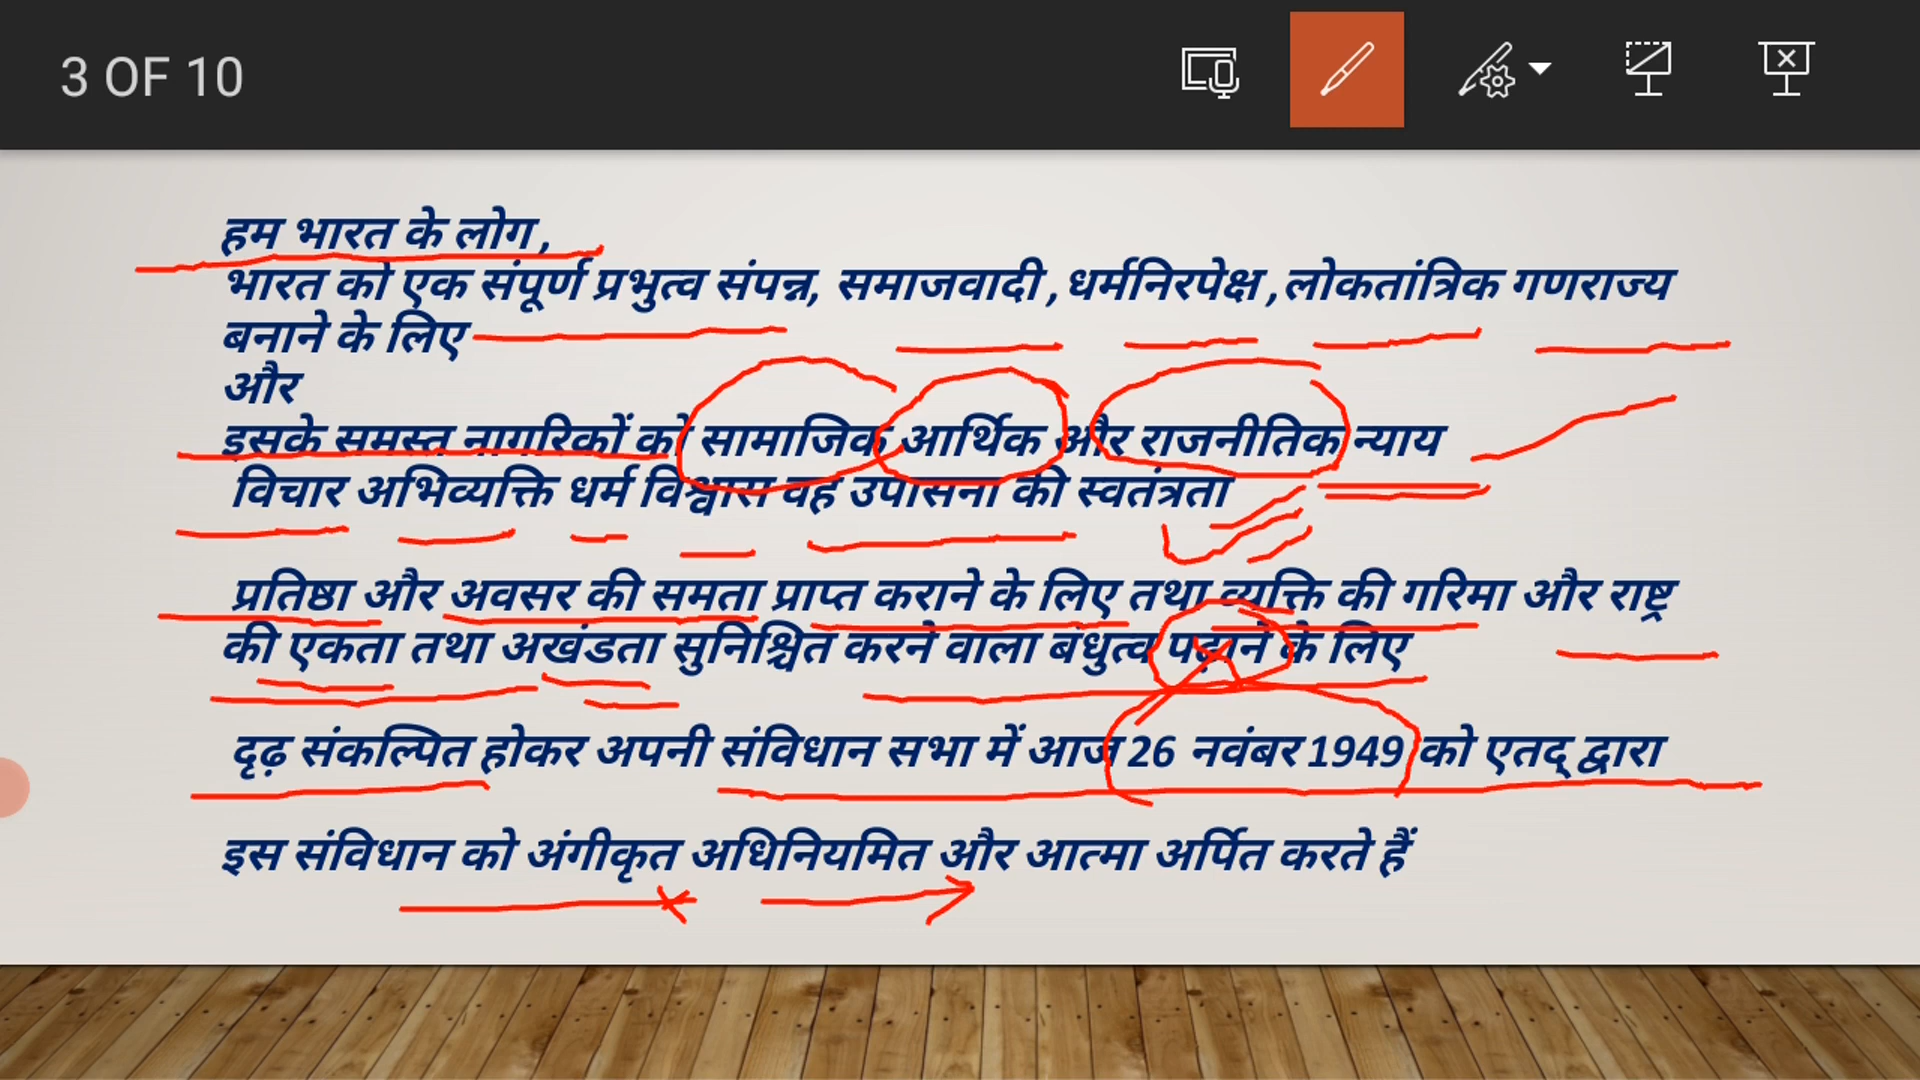 3 OF 10
हम भारत के लोग,
भारत को एक संपूर्ण प्रभुत्व संपन्न, समाजवादी, धर्मनिरपेक्ष, लोकतांत्रिक गणराज्य
बनाने के लिए
और
इसके समस्त नागरिकों को सामाजिक आर्थिक और राजनीतिक न्याय
विचार अभिव्यक्ति धर्म विश्वास वह उपासना की स्वतंत्रता
प्रतिष्ठा और अवसर की समता प्राप्त कराने के लिए तथा व्यक्ति की गरिमा और राष्ट्र
की एकता तथा अखंडता सुनिश्चित करने वाला बंधुत्व पढ़ाने के लिए
दृढ़ संकल्पित होकर अपनी संविधान सभा में आज 26 नवंबर 1949 को एतद् द्वारा
इस संविधान को अंगीकृत अधिनियमित और आत्मा अर्पित करते हैं